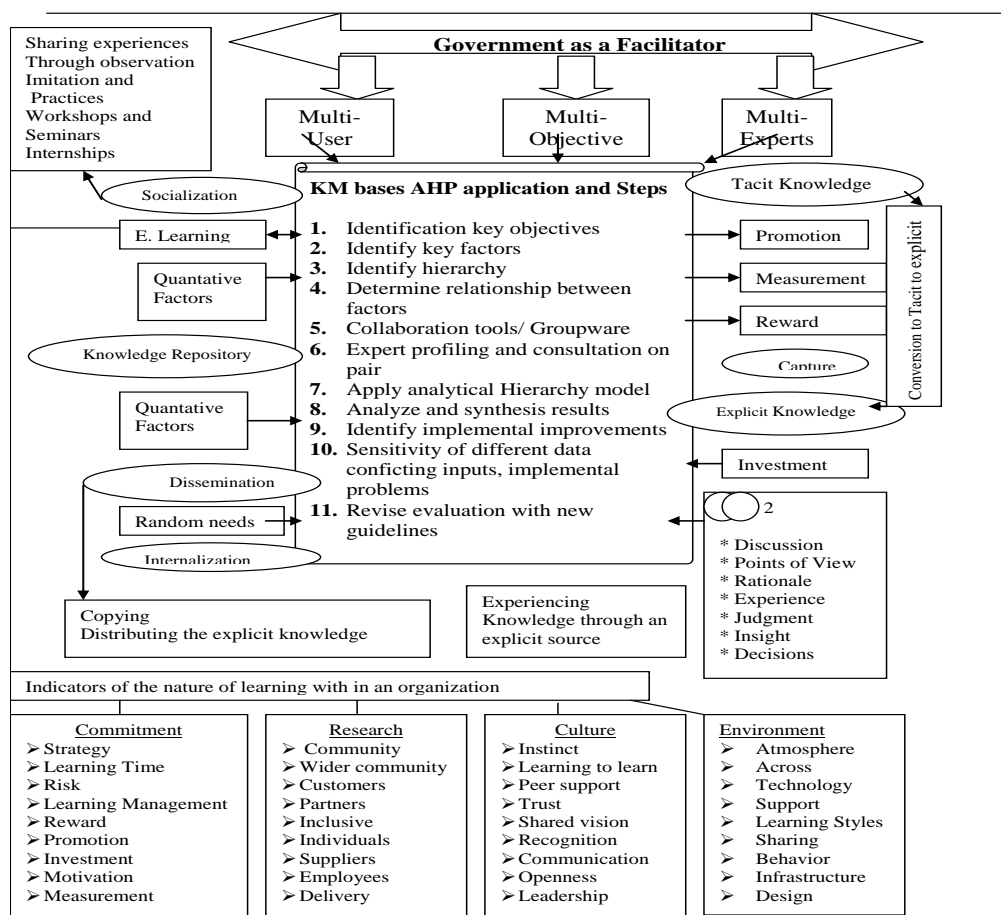 Sharing experiences
Through observation
Imitation and
Practices
Workshops and
Seminars
Internships
Government as a Facilitator
Multi-
User
Multi-
Objective
Multi-
Experts
Socialization
E. Learning
Quantative
Factors
Knowledge Repository
Quantative
Factors
Dissemination
Random needs
Internalization
KM bases AHP application and Steps
1. Identification key objectives
2. Identify key factors
3. Identify hierarchy
4. Determine relationship between
factors
5. Collaboration tools/ Groupware
6. Expert profiling and consultation on
pair
7. Apply analytical Hierarchy model
8. Analyze and synthesis results
9. Identify implemental improvements
10. Sensitivity of different data
conficting inputs, implemental
problems
11. Revise evaluation with new
guidelines
Tacit Knowledge
Promotion
Measurement
Reward
Capture
Explicit Knowledge
Conversion to Tacit to explicit
Investment
2
* Discussion
* Points of View
* Rationale
* Experience
* Judgment
* Insight
* Decisions
Copying
Distributing the explicit knowledge
Experiencing
Knowledge through an
explicit source
Indicators of the nature of learning with in an organization
Commitment
➢ Strategy
➢ Learning Time
➢ Risk
➢ Learning Management
➢ Reward
➢ Promotion
➢ Investment
➢ Motivation
➢ Measurement
Research
➢ Community
➢ Wider community
➢ Customers
➢ Partners
➢ Inclusive
➢ Individuals
➢ Suppliers
➢ Employees
➢ Delivery
Culture
➢ Instinct
➢ Learning to learn
➢ Peer support
➢ Trust
➢ Shared vision
➢ Recognition
➢ Communication
➢ Openness
➢ Leadership
Environment
➢ Atmosphere
➢ Across
➢ Technology
➢ Support
➢ Learning Styles
➢ Sharing
➢ Behavior
➢ Infrastructure
➢ Design